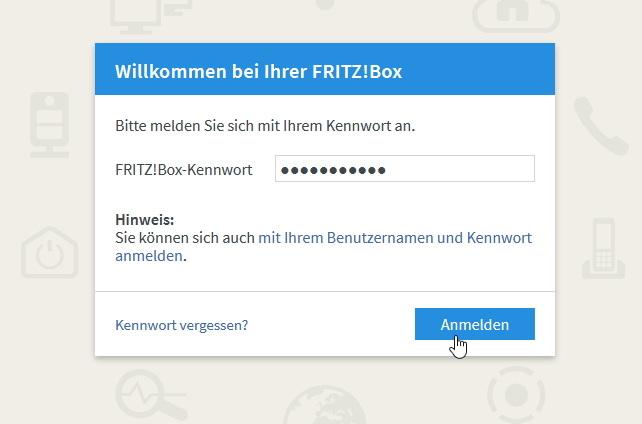 Willkommen bei Ihrer FRITZ!Box
Bitte melden Sie sich mit Ihrem Kennwort an.
FRITZ!Box-Kennwort ●●●●●●●●●●●
Hinweis:
Sie können sich auch mit Ihrem Benutzernamen und Kennwort
anmelden.
Kennwort vergessen? Anmelden